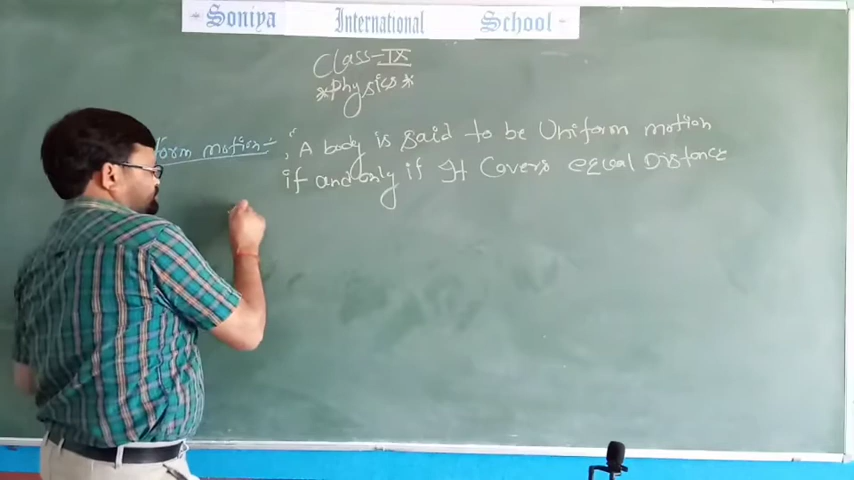 Soniya International School
Class-IX
*Physics*
form motion:- "A body is said to be Uniform motion
if and only if It Covers equal Distance